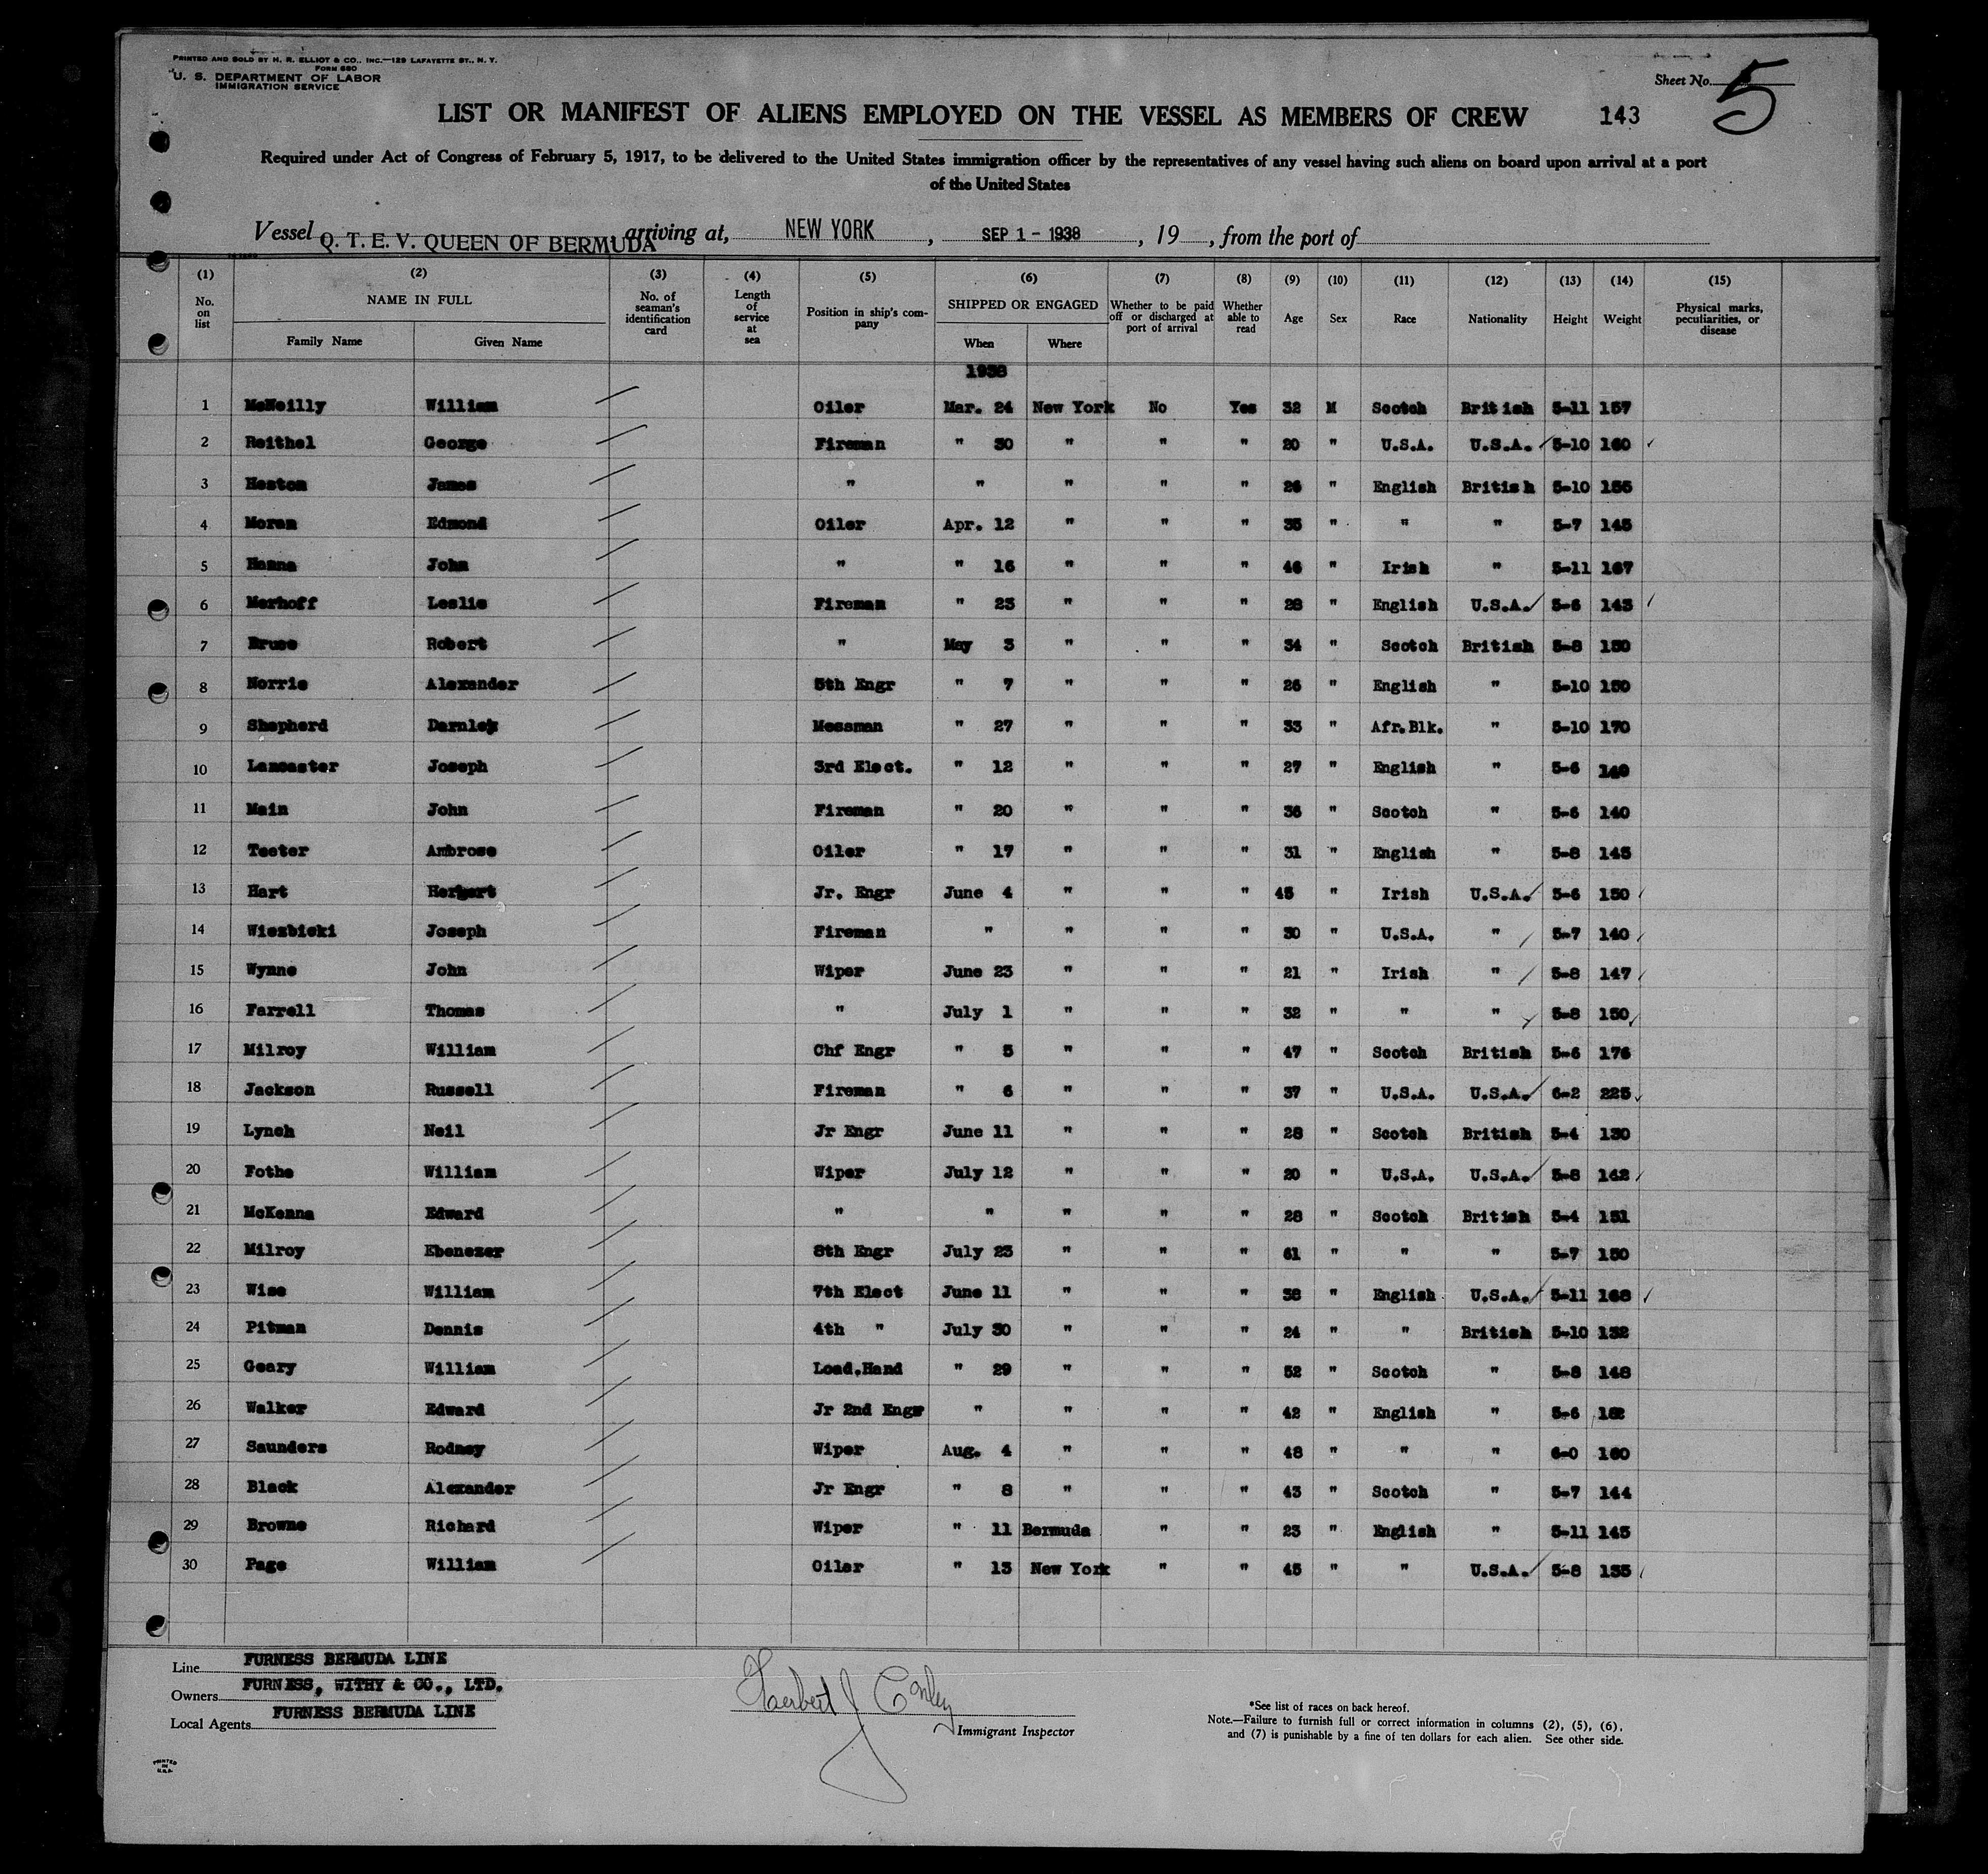 PRINTED AND SOLD BY H. R. ELLIOT & CO., INC.—129 LAFAYETTE ST., N. Y.
FORM 680
U. S. DEPARTMENT OF LABOR
IMMIGRATION SERVICE
Sheet No. 5
LIST OR MANIFEST OF ALIENS EMPLOYED ON THE VESSEL AS MEMBERS OF CREW 143
Required under Act of Congress of February 5, 1917, to be delivered to the United States immigration officer by the representatives of any vessel having such aliens on board upon arrival at a port
of the United States
Vessel Q. T. E. V. QUEEN OF BERMUDA arriving at, NEW YORK, SEP 1 - 1938, 19 , from the port of
(1) (2) (3) (4) (5) (6) (7) (8) (9) (10) (11) (12) (13) (14) (15)
No. on list NAME IN FULL Family Name Given Name No. of seaman's identification card Length of service at sea Position in ship's company SHIPPED OR ENGAGED When Where Whether to be paid off or discharged at port of arrival Whether able to read Age Sex Race Nationality Height Weight Physical marks, peculiarities, or disease
1938
1 McNeilly William Oiler Mar. 24 New York No Yes 32 M Scotch British 5-11 157
2 Reithel George Fireman " 30 " " " 20 " U.S.A. U.S.A. 5-10 160
3 Heston James " " " " " 26 " English British 5-10 155
4 Moran Edmond Oiler Apr. 12 " " " 35 " " " 5-7 145
5 Hanna John " " 16 " " " 46 " Irish " 5-11 167
6 Merhoff Leslie Fireman " 23 " " " 28 " English U.S.A. 5-6 143
7 Bruce Robert " May 3 " " " 34 " Scotch British 5-8 150
8 Norris Alexander 5th Engr " 7 " " " 26 " English " 5-10 150
9 Shepherd Darnley Messman " 27 " " " 33 " Afr.Blk. " 5-10 170
10 Lancaster Joseph 3rd Elect. " 12 " " " 27 " English " 5-6 140
11 Main John Fireman " 20 " " " 36 " Scotch " 5-6 140
12 Teeter Ambrose Oiler " 17 " " " 31 " English " 5-8 145
13 Hart Herbert Jr. Engr June 4 " " " 45 " Irish U.S.A. 5-6 150
14 Wiezbicki Joseph Fireman " " " " 30 " U.S.A. " 5-7 140
15 Wynne John Wiper June 23 " " " 21 " Irish " 5-8 147
16 Farrell Thomas " July 1 " " " 32 " " " 5-8 150
17 Milroy William Chf Engr " 5 " " " 47 " Scotch British 5-6 176
18 Jackson Russell Fireman " 6 " " " 37 " U.S.A. U.S.A. 6-2 225
19 Lynch Neil Jr Engr June 11 " " " 28 " Scotch British 5-4 130
20 Fothe William Wiper July 12 " " " 20 " U.S.A. U.S.A. 5-8 142
21 McKenna Edward " " " " " 28 " Scotch British 5-4 151
22 Milroy Ebenezer 8th Engr July 23 " " " 61 " " " 5-7 150
23 Wise William 7th Elect June 11 " " " 38 " English U.S.A. 5-11 168
24 Pitman Dennis 4th " July 30 " " " 24 " " British 5-10 132
25 Geary William Lead.Hand " 29 " " " 52 " Scotch " 5-8 148
26 Walker Edward Jr 2nd Engr " " " " 42 " English " 5-6
27 Saunders Rodney Wiper Aug. 4 " " " 48 " " " 6-0 160
28 Black Alexander Jr Engr " 8 " " " 43 " Scotch " 5-7 144
29 Browne Richard Wiper " 11 Bermuda " " 23 " English " 5-11 145
30 Page William Oiler " 13 New York " " 45 " " U.S.A. 5-8 135
Line FURNESS BERMUDA LINE
Owners FURNESS, WITHY & CO., LTD.
Local Agents FURNESS BERMUDA LINE
Herbert J Conley
Immigrant Inspector
*See list of races on back hereof.
Note.—Failure to furnish full or correct information in columns (2), (5), (6),
and (7) is punishable by a fine of ten dollars for each alien. See other side.
PRINTED
IN
U.S.A.